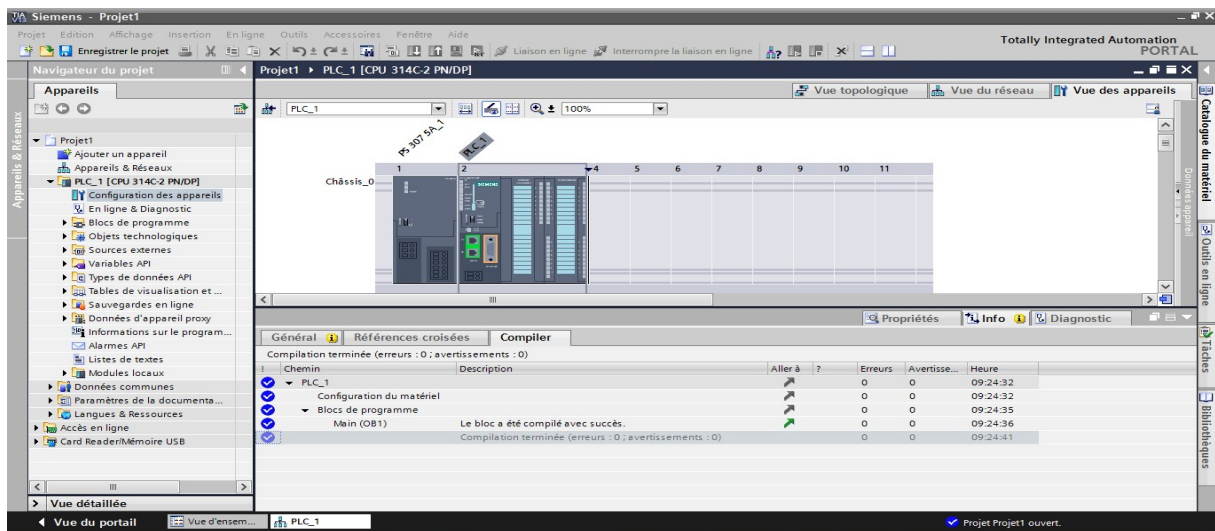 Siemens - Projet1
Projet Edition Affichage Insertion En ligne Outils Accessoires Fenêtre Aide
Enregistrer le projet Liaison en ligne Interrompre la liaison en ligne
Totally Integrated Automation
PORTAL
Navigateur du projet
Projet1 PLC_1 [CPU 314C-2 PN/DP]
Appareils
Vue topologique Vue du réseau Vue des appareils
PLC_1 100%
Appareils & Réseaux
Projet1
Ajouter un appareil
Appareils & Réseaux
PLC_1 [CPU 314C-2 PN/DP]
Configuration des appareils
En ligne & Diagnostic
Blocs de programme
Objets technologiques
Sources externes
Variables API
Types de données API
Tables de visualisation et ...
Sauvegardes en ligne
Données d'appareil proxy
Informations sur le program...
Alarmes API
Listes de textes
Modules locaux
Données communes
Paramètres de la documenta...
Langues & Ressources
Accès en ligne
Card Reader/Mémoire USB
Vue détaillée
PS 307 5A_1
PLC_1
1 2 4 5 6 7 8 9 10 11
Châssis_0
SIEMENS
Données d'appareil
Catalogue du matériel
Outils en ligne
Tâches
Bibliothèques
Propriétés Info Diagnostic
Général Références croisées Compiler
Compilation terminée (erreurs : 0 ; avertissements : 0)
! Chemin Description Aller à ? Erreurs Avertisse... Heure
PLC_1 0 0 09:24:32
Configuration du matériel 0 0 09:24:32
Blocs de programme 0 0 09:24:35
Main (OB1) Le bloc a été compilé avec succès. 0 0 09:24:36
Compilation terminée (erreurs : 0 ; avertissements : 0) 0 0 09:24:41
Vue du portail Vue d'ensem... PLC_1 Projet Projet1 ouvert.